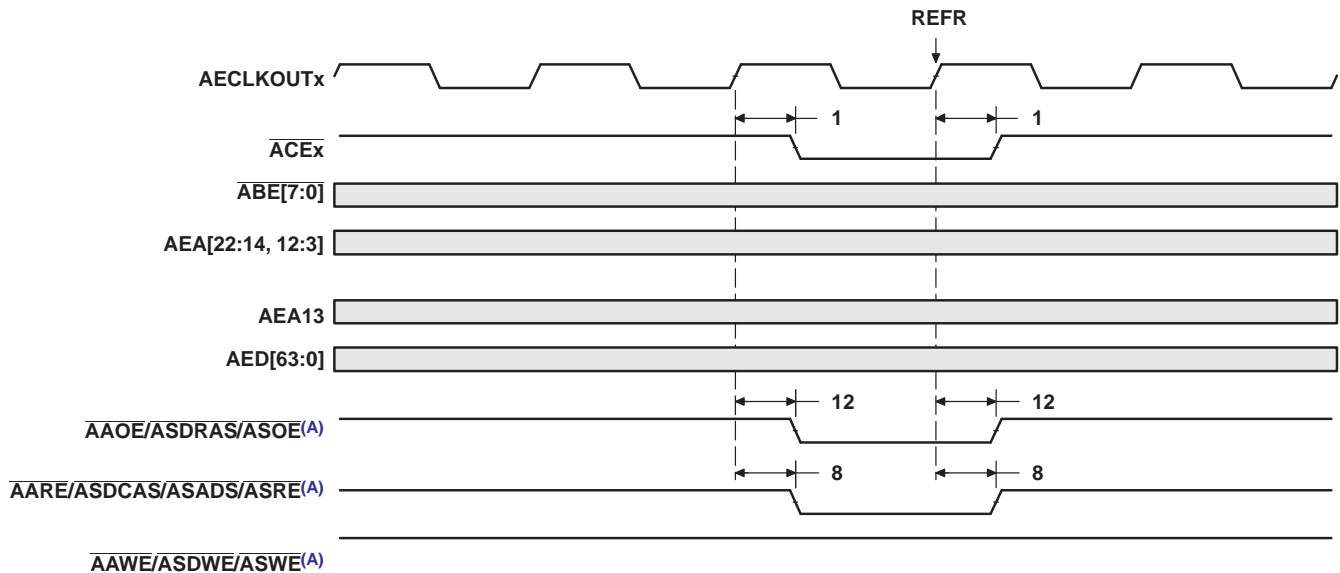 REFR
AECLKOUTx
1 1
ACEx
ABE[7:0]
AEA[22:14, 12:3]
AEA13
AED[63:0]
12 12
AAOE/ASDRAS/ASOE(A)
8 8
AARE/ASDCAS/ASADS/ASRE(A)
AAWE/ASDWE/ASWE(A)